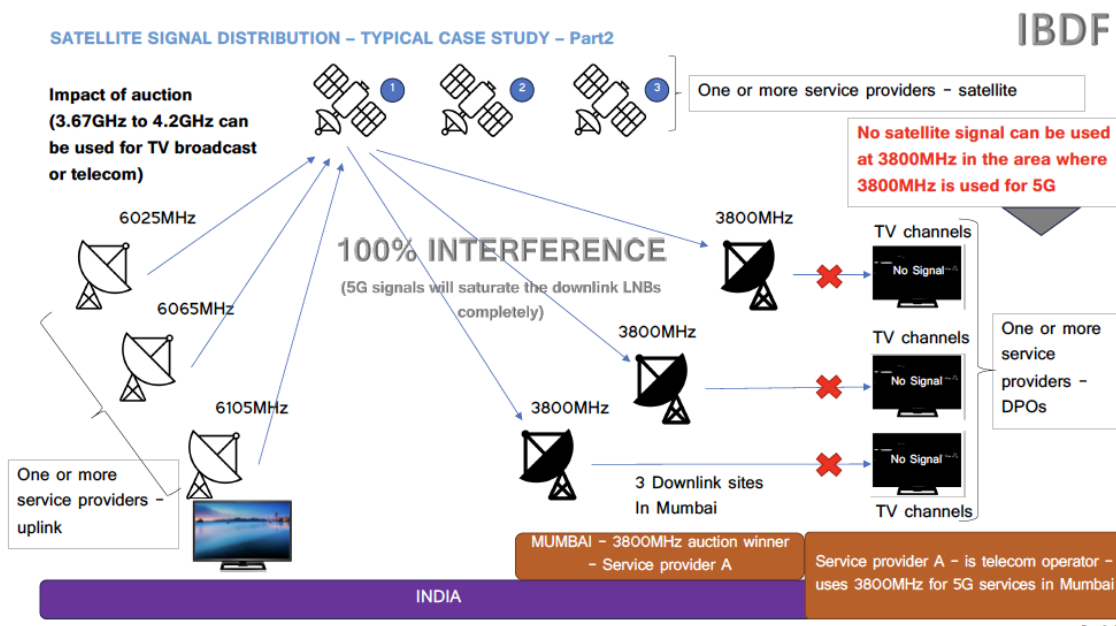 IBDF
SATELLITE SIGNAL DISTRIBUTION – TYPICAL CASE STUDY – Part2
Impact of auction
(3.67GHz to 4.2GHz can
be used for TV broadcast
or telecom)
1
2
3
One or more service providers – satellite
No satellite signal can be used
at 3800MHz in the area where
3800MHz is used for 5G
6025MHz
6065MHz
6105MHz
100% INTERFERENCE
(5G signals will saturate the downlink LNBs
completely)
3800MHz
3800MHz
3800MHz
TV channels
No Signal
TV channels
No Signal
No Signal
TV channels
One or more
service
providers –
DPOs
One or more
service providers –
uplink
3 Downlink sites
In Mumbai
MUMBAI – 3800MHz auction winner
– Service provider A
Service provider A – is telecom operator –
uses 3800MHz for 5G services in Mumbai
INDIA